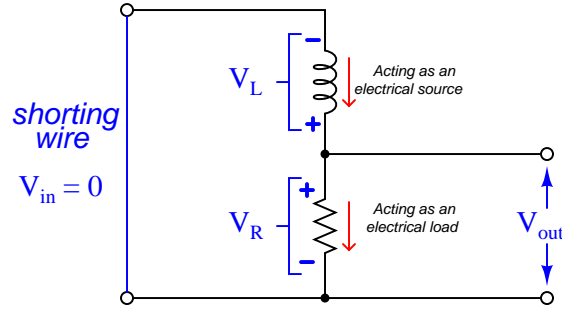 −
V_L
Acting as an
electrical source
+
shorting
wire
V_in = 0
+
V_R
Acting as an
electrical load
−
V_out